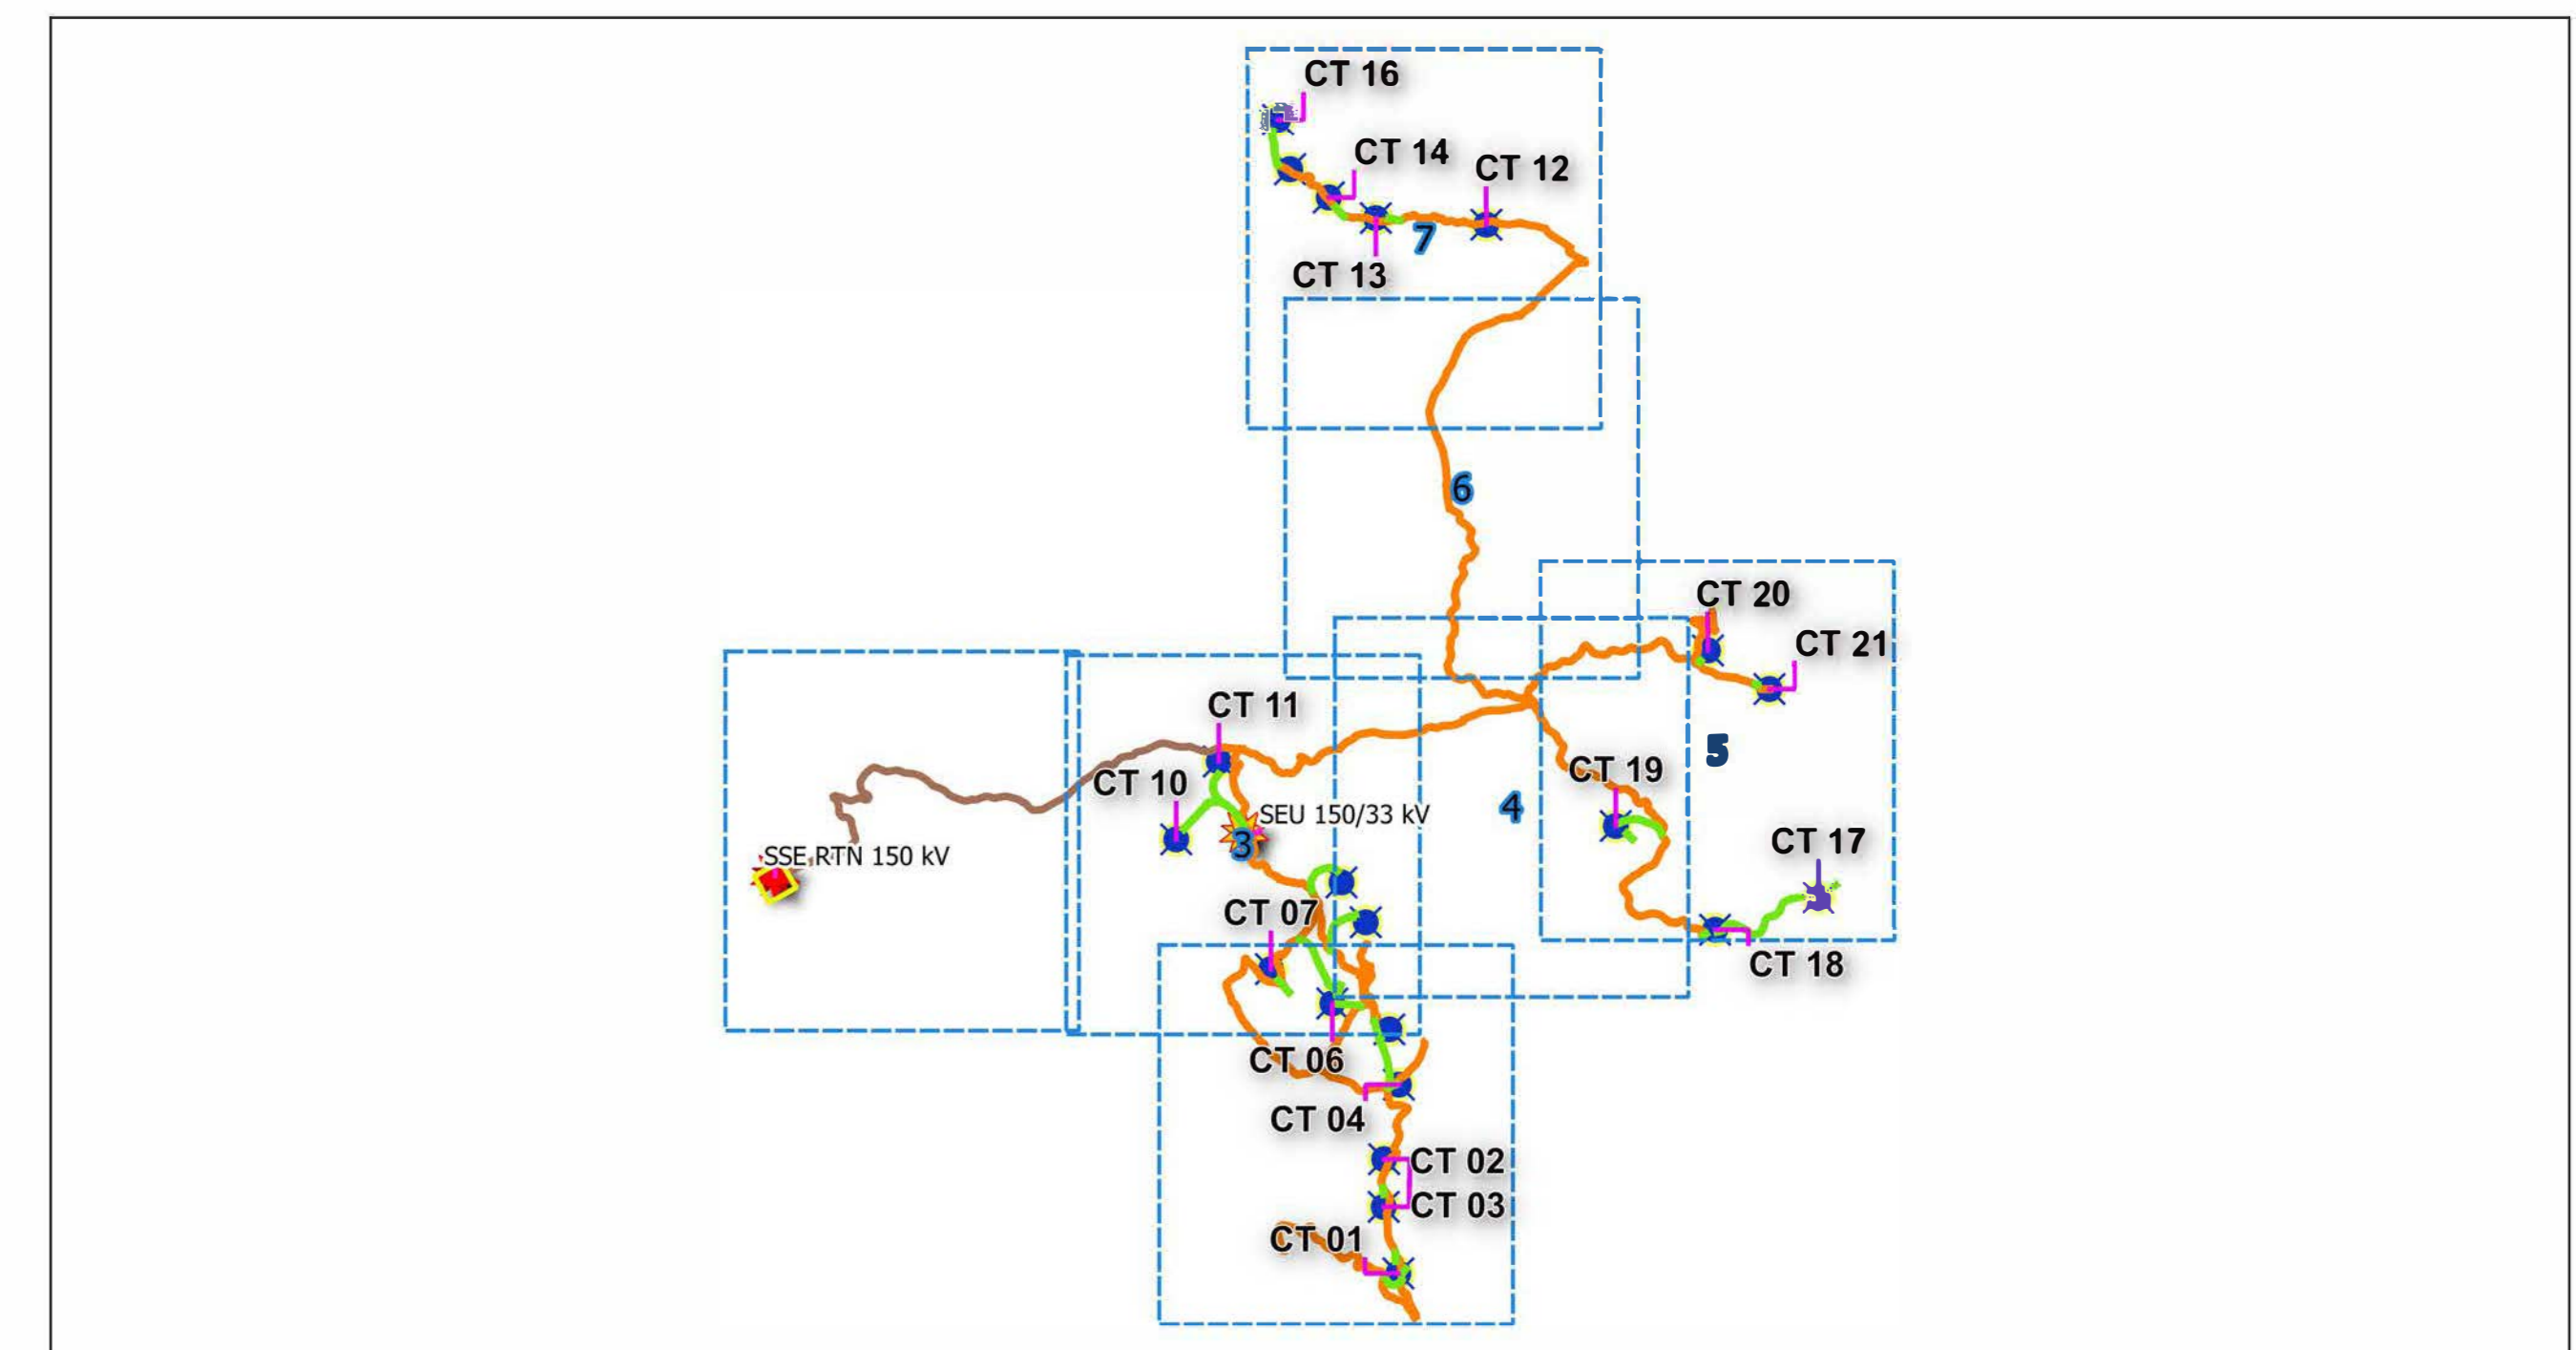 CT 16
CT 14
CT 12
7
CT 13
6
CT 20
CT 21
CT 11
5
CT 19
CT 10
4
SEU 150/33 kV
3
CT 17
SSE RTN 150 kV
CT 07
CT 18
CT 06
CT 04
CT 02
CT 03
CT 01